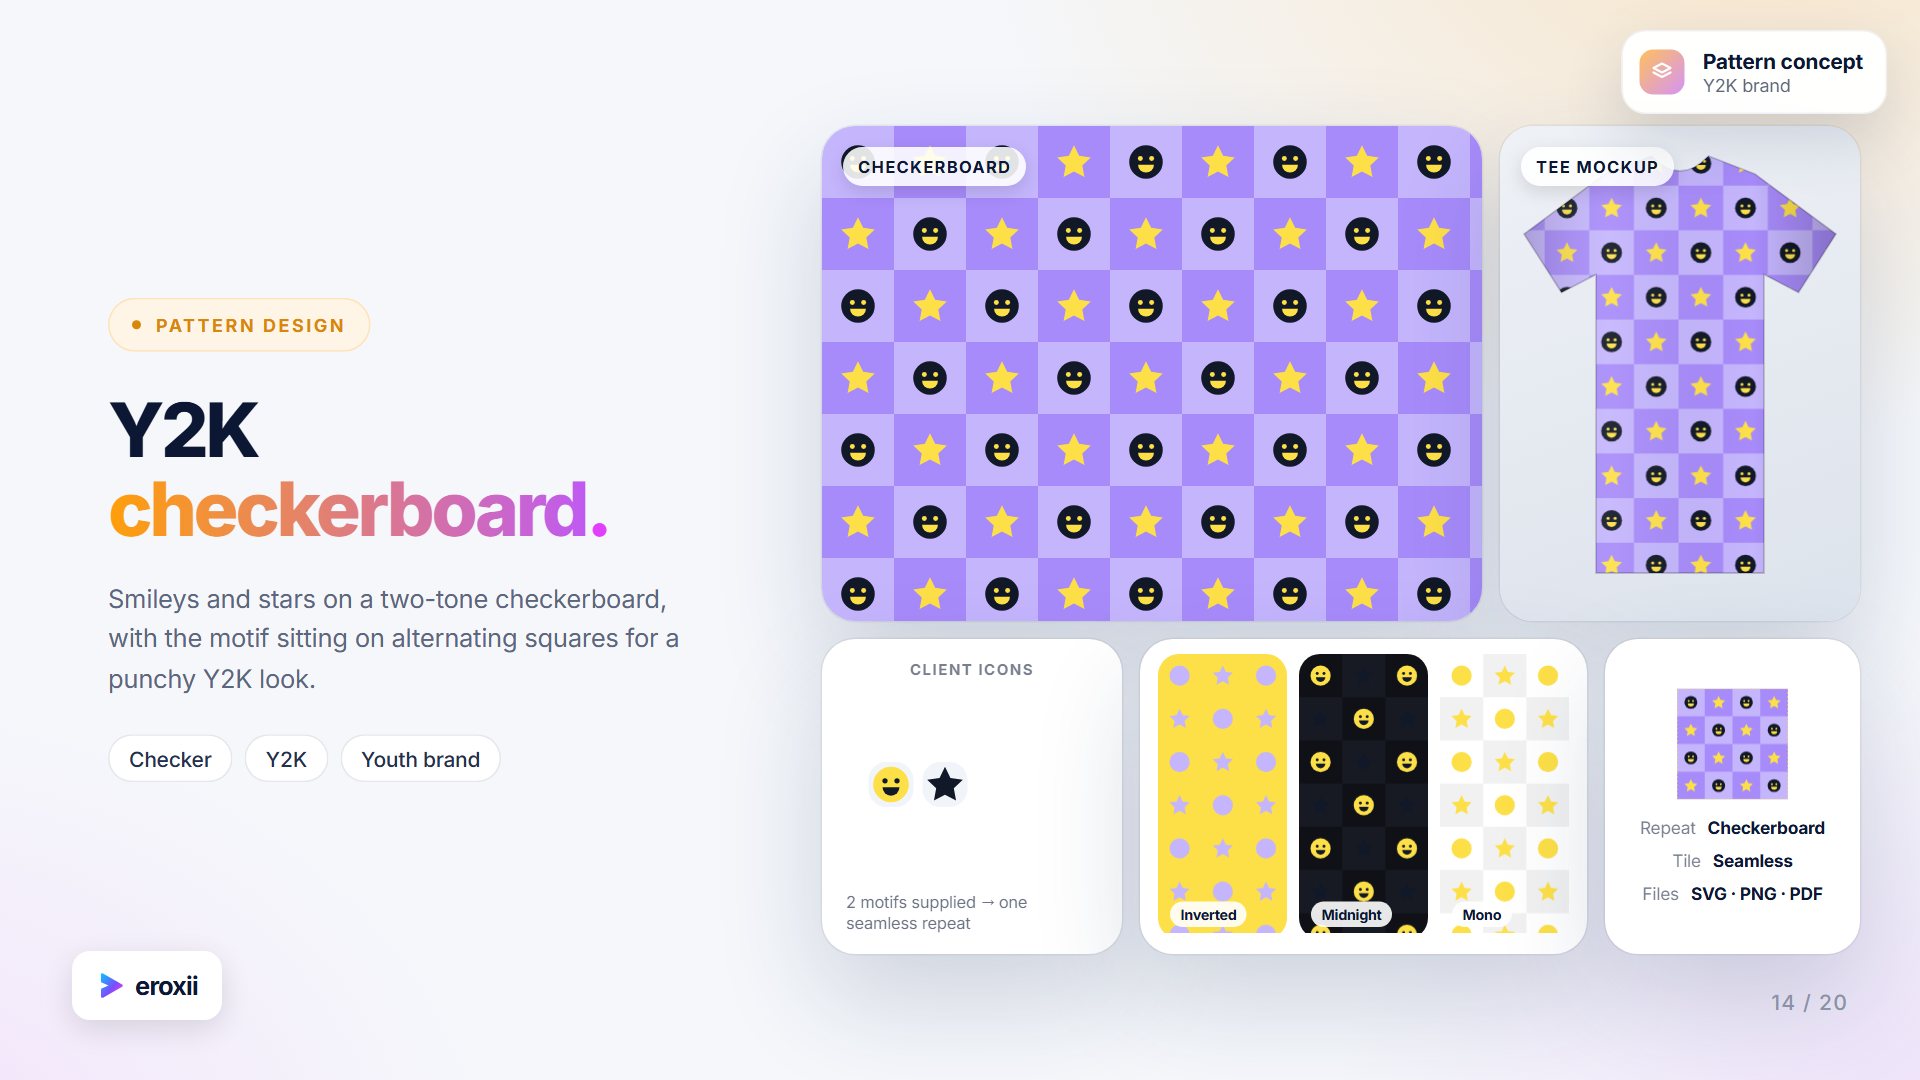 Pattern concept
Y2K brand
PATTERN DESIGN
Y2K
checkerboard.
Smileys and stars on a two-tone checkerboard,
with the motif sitting on alternating squares for a
punchy Y2K look.
Checker
Y2K
Youth brand
eroxii
CHECKERBOARD
TEE MOCKUP
CLIENT ICONS
2 motifs supplied → one
seamless repeat
Inverted
Midnight
Mono
Repeat Checkerboard
Tile Seamless
Files SVG · PNG · PDF
14 / 20